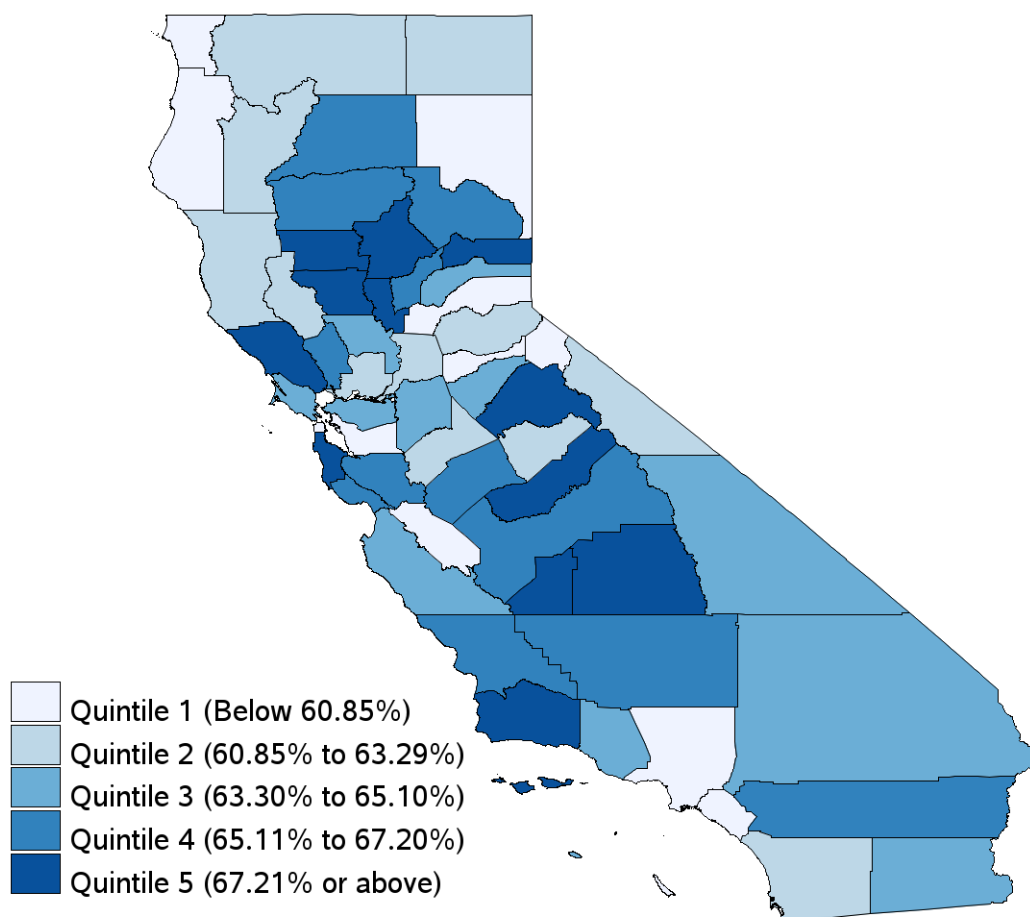 Quintile 1 (Below 60.85%)
Quintile 2 (60.85% to 63.29%)
Quintile 3 (63.30% to 65.10%)
Quintile 4 (65.11% to 67.20%)
Quintile 5 (67.21% or above)